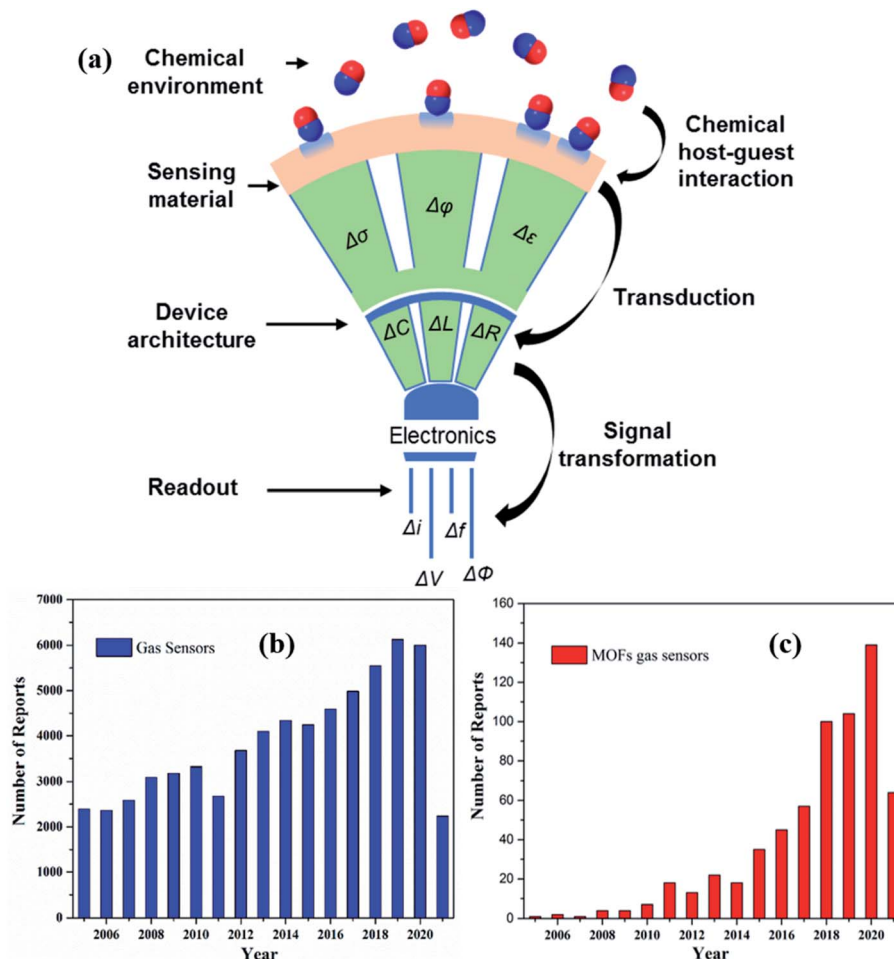 (a)
Chemical
environment
Chemical
host-guest
interaction
Sensing
material
Δσ
Δφ
Δε
Transduction
Device
architecture
ΔC
ΔL
ΔR
Electronics
Signal
transformation
Readout
Δi
Δf
ΔV
ΔΦ
7000
6000
5000
4000
3000
2000
1000
0
Number of Reports
Gas Sensors
(b)
2006 2008 2010 2012 2014 2016 2018 2020
Year
160
140
120
100
80
60
40
20
0
Number of Reports
MOFs gas sensors
(c)
2006 2008 2010 2012 2014 2016 2018 2020
Year